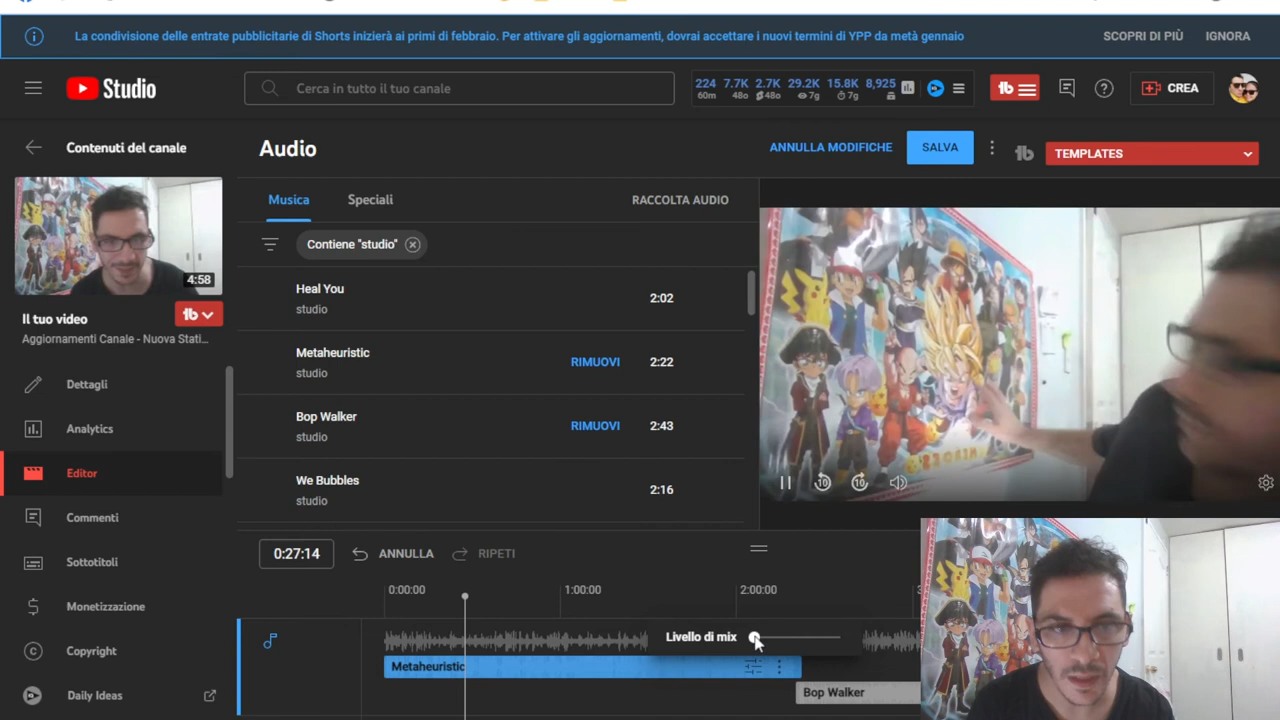 La condivisione delle entrate pubblicitarie di Shorts inizierà ai primi di febbraio. Per attivare gli aggiornamenti, dovrai accettare i nuovi termini di YPP da metà gennaio
SCOPRI DI PIÙ
IGNORA
Studio
Cerca in tutto il tuo canale
224 7.7K 2.7K 29.2K 15.8K 8,925
60m 48o 48o 7g 7g
CREA
Contenuti del canale
Audio
ANNULLA MODIFICHE
SALVA
TEMPLATES
Musica
Speciali
RACCOLTA AUDIO
Contiene "studio"
4:58
Il tuo video
Aggiornamenti Canale - Nuova Stati...
Dettagli
Analytics
Editor
Commenti
Sottotitoli
Monetizzazione
Copyright
Daily Ideas
Heal You
studio
2:02
Metaheuristic
studio
RIMUOVI
2:22
Bop Walker
studio
RIMUOVI
2:43
We Bubbles
studio
2:16
10
10
HEROES
0:27:14
ANNULLA
RIPETI
0:00:00
1:00:00
2:00:00
Livello di mix
Metaheuristic
Bop Walker